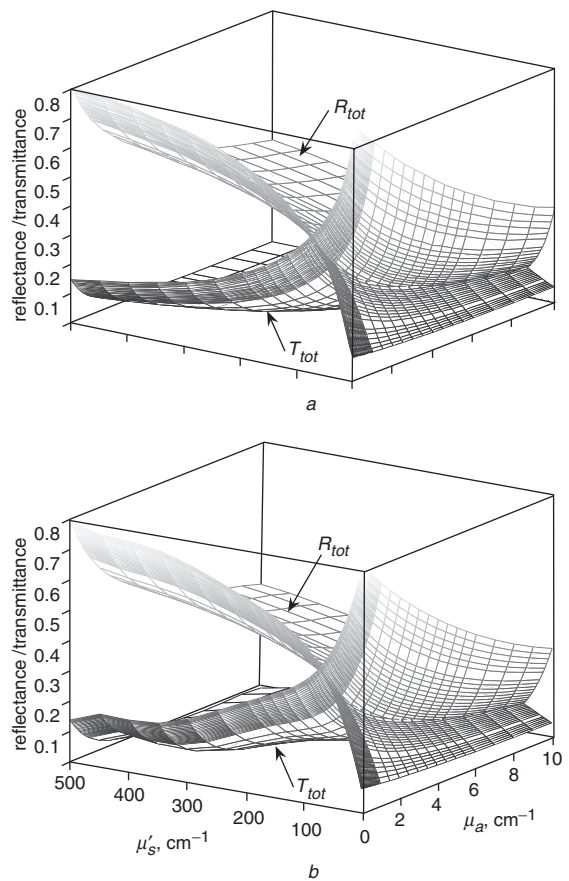 0.8
0.7
0.6
0.5
0.4
0.3
0.2
0.1
reflectance/transmittance
R_tot
T_tot
a
0.8
0.7
0.6
0.5
0.4
0.3
0.2
0.1
reflectance/transmittance
R_tot
T_tot
500
400
300
200
100
0
2
4
6
8
10
μ′_s, cm⁻¹
μ_a, cm⁻¹
b